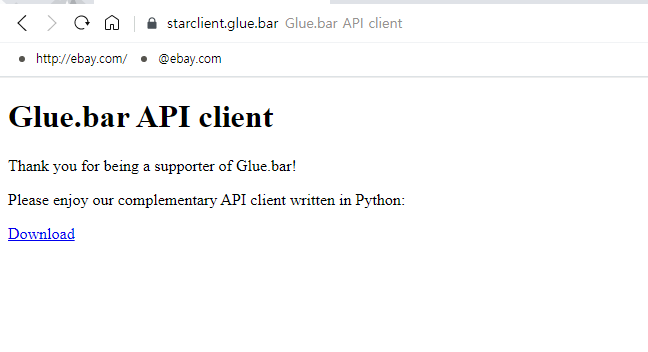 starclient.glue.bar Glue.bar API client
http://ebay.com/ @ebay.com
Glue.bar API client
Thank you for being a supporter of Glue.bar!
Please enjoy our complementary API client written in Python:
Download